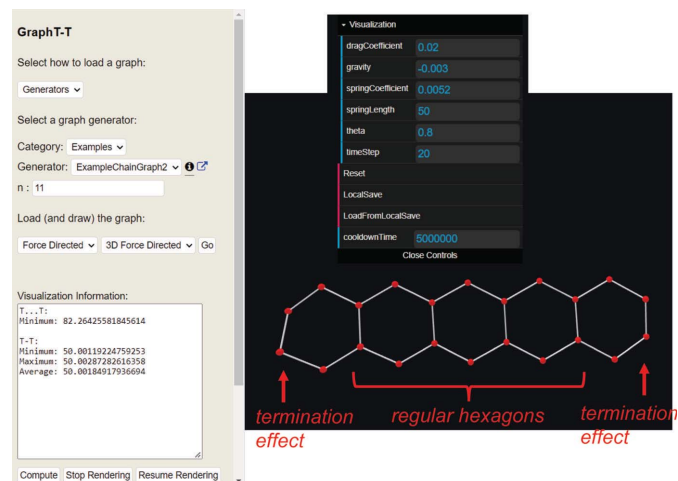 GraphT-T
Select how to load a graph:
Generators
Select a graph generator:
Category: Examples
Generator: ExampleChainGraph2
n : 11
Load (and draw) the graph:
Force Directed 3D Force Directed Go
Visualization Information:
T...T:
Minimum: 82.26425581845614
T-T:
Minimum: 50.00119224759253
Maximum: 50.00287282616358
Average: 50.00184917936694
Compute Stop Rendering Resume Rendering
Visualization
dragCoefficient 0.02
gravity -0.003
springCoefficient 0.0052
springLength 50
theta 0.8
timeStep 20
Reset
LocalSave
LoadFromLocalSave
cooldownTime 5000000
Close Controls
termination effect
regular hexagons
termination effect